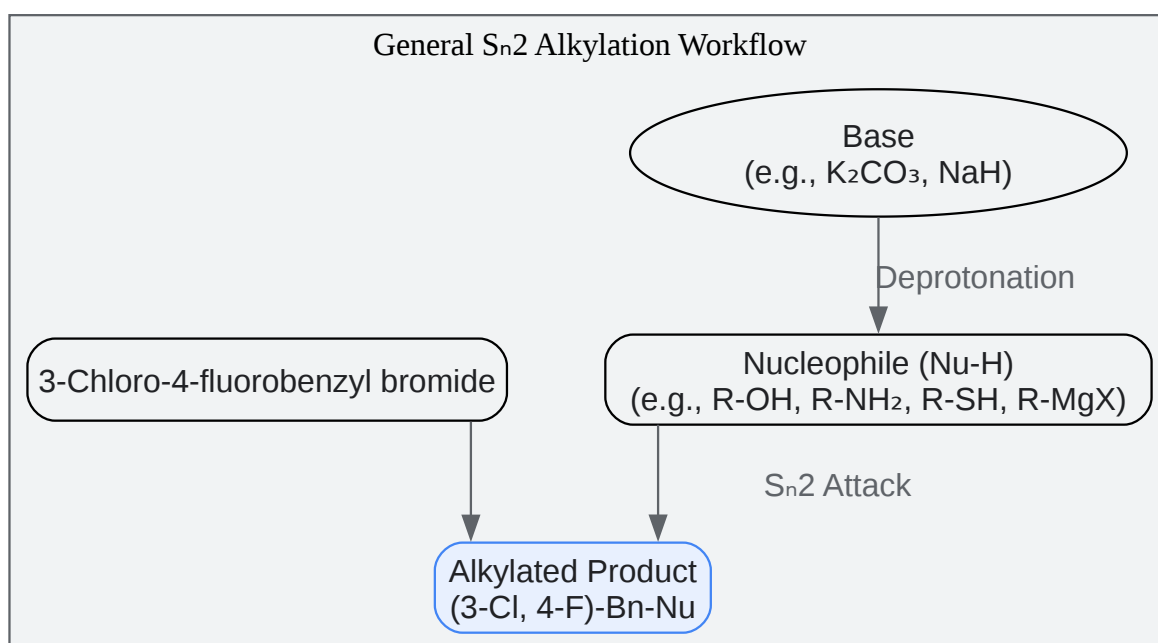 General Sₙ2 Alkylation Workflow
Base
(e.g., K₂CO₃, NaH)
Deprotonation
3-Chloro-4-fluorobenzyl bromide
Nucleophile (Nu-H)
(e.g., R-OH, R-NH₂, R-SH, R-MgX)
Sₙ2 Attack
Alkylated Product
(3-Cl, 4-F)-Bn-Nu